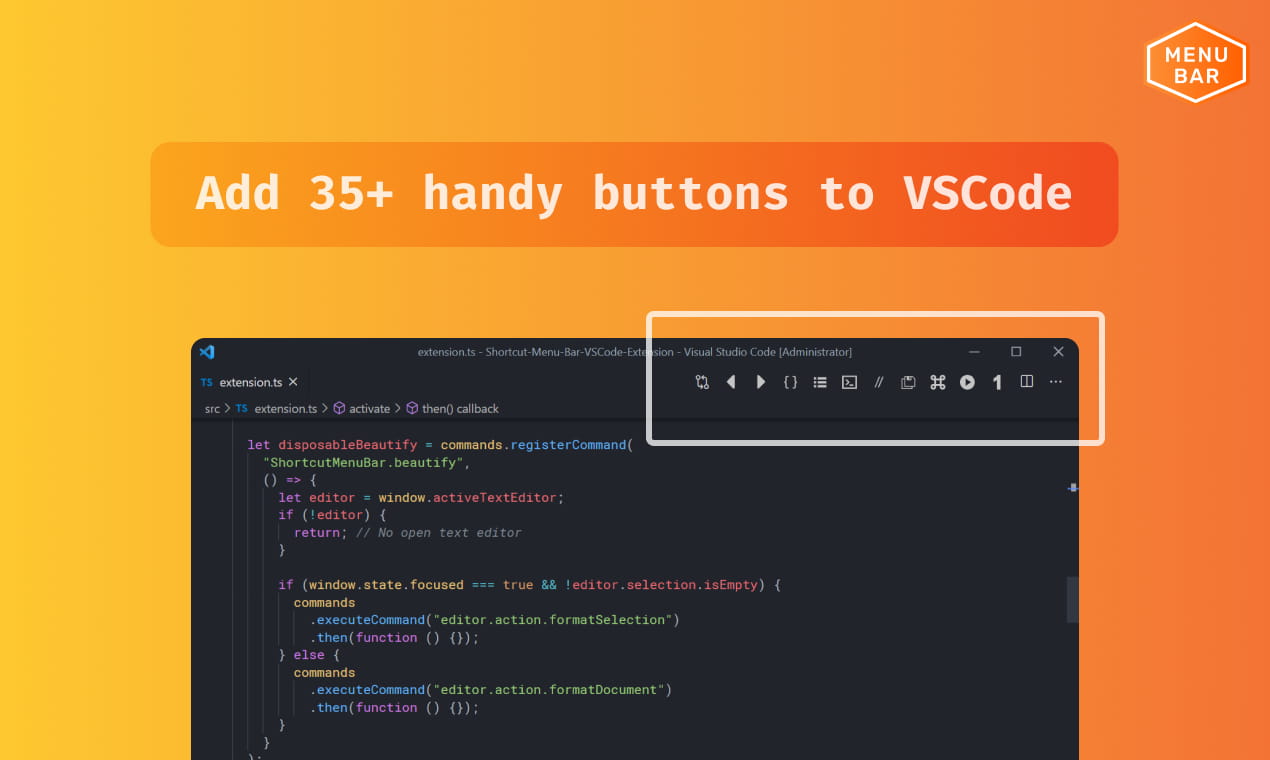 MENU
BAR
Add 35+ handy buttons to VSCode
extension.ts - Shortcut-Menu-Bar-VSCode-Extension - Visual Studio Code [Administrator]
TS extension.ts
src > TS extension.ts > activate > then() callback
let disposableBeautify = commands.registerCommand(
"ShortcutMenuBar.beautify",
() => {
let editor = window.activeTextEditor;
if (!editor) {
return; // No open text editor
}
if (window.state.focused === true && !editor.selection.isEmpty) {
commands
.executeCommand("editor.action.formatSelection")
.then(function () {});
} else {
commands
.executeCommand("editor.action.formatDocument")
.then(function () {});
}
}
);